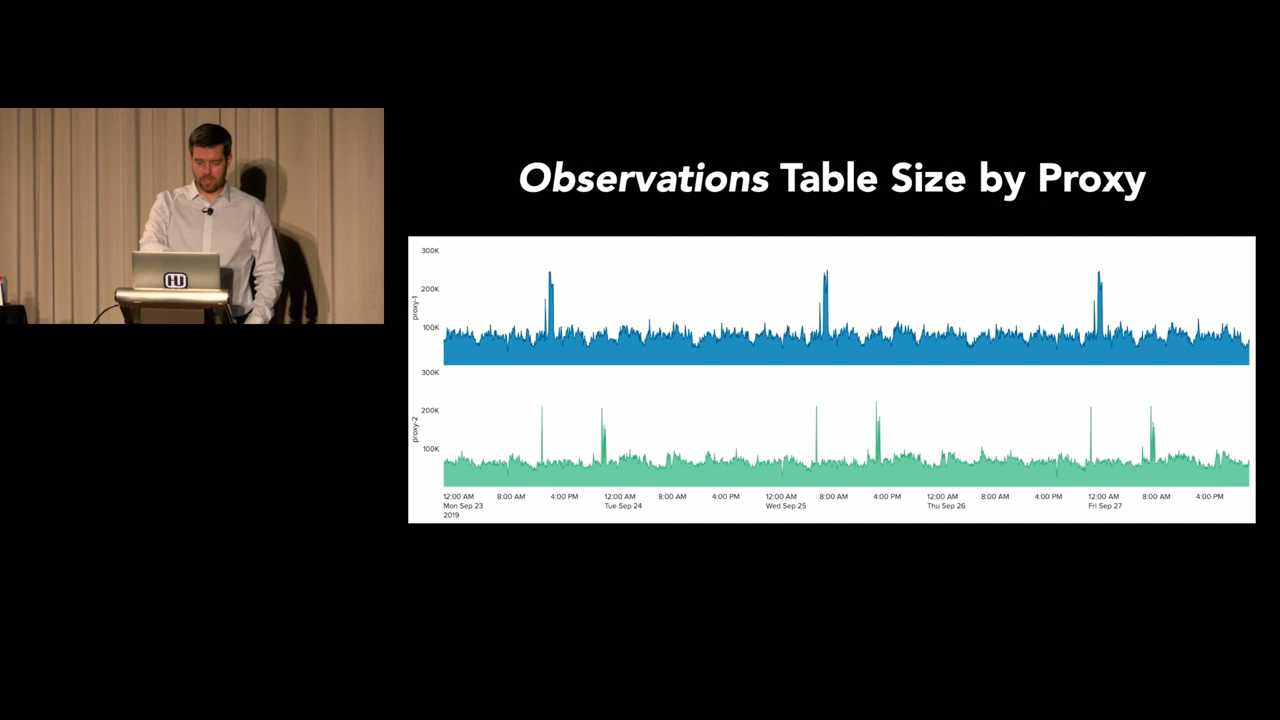 Observations Table Size by Proxy
300K
200K
100K
proxy-1
300K
200K
100K
proxy-2
12:00 AM 8:00 AM 4:00 PM 12:00 AM 8:00 AM 4:00 PM 12:00 AM 8:00 AM 4:00 PM 12:00 AM 8:00 AM 4:00 PM 12:00 AM 8:00 AM 4:00 PM
Mon Sep 23 Tue Sep 24 Wed Sep 25 Thu Sep 26 Fri Sep 27
2019